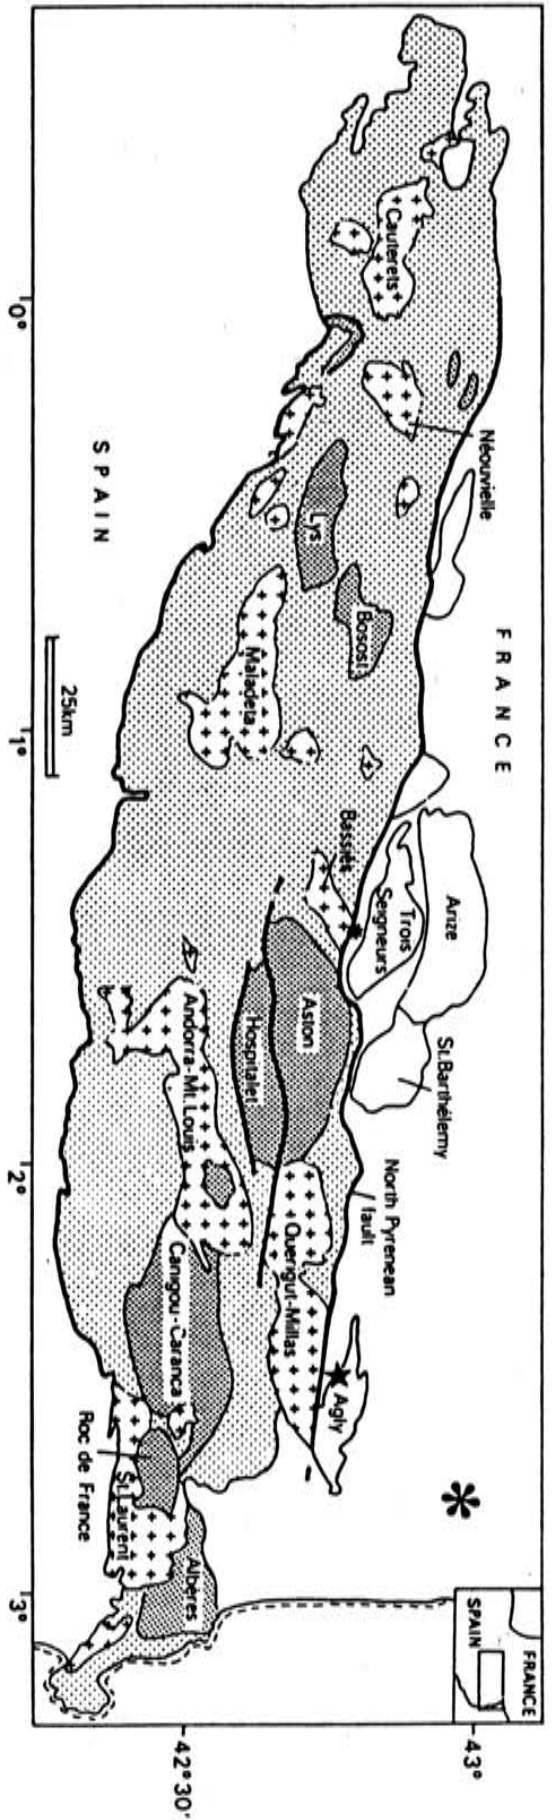 FRANCE
SPAIN
FRANCE
SPAIN
Cauterets
Néouvielle
Lys
Bosost
Maladeta
Bassiès
Arize
Trois
Seigneurs
St.Barthélemy
Aston
Hospitalet
Andorra-Mt.Louis
North Pyrenean
fault
Querigut-Millas
Agly
Canigou-Caranca
Roc de France
St.Laurent
Albères
25km
0°
1°
2°
3°
43°
42°30'